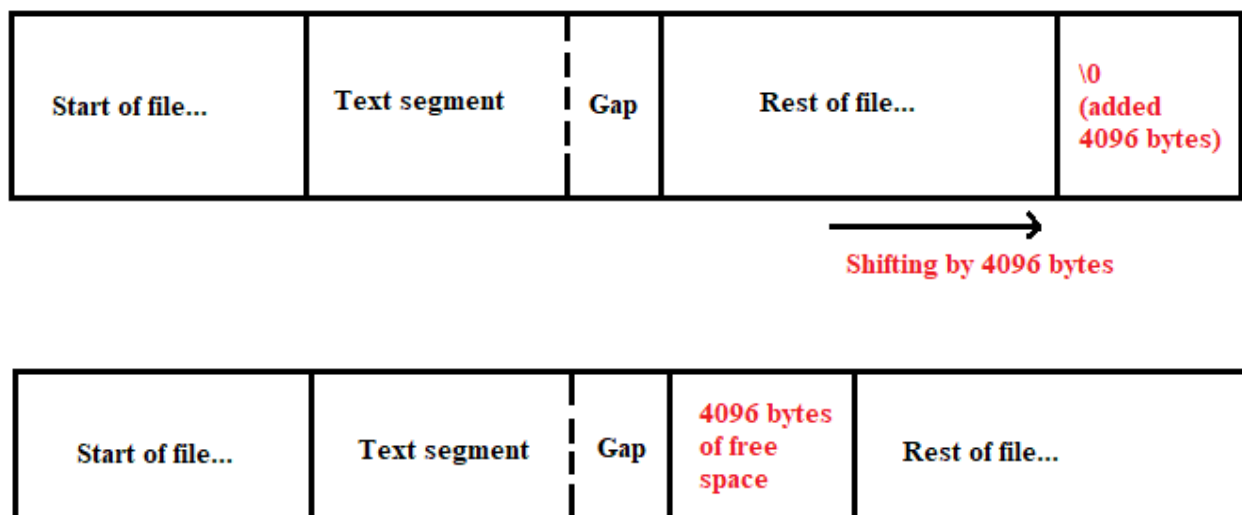 Start of file...
Text segment
Gap
Rest of file...
\0
(added
4096 bytes)
Shifting by 4096 bytes
Start of file...
Text segment
Gap
4096 bytes
of free
space
Rest of file...